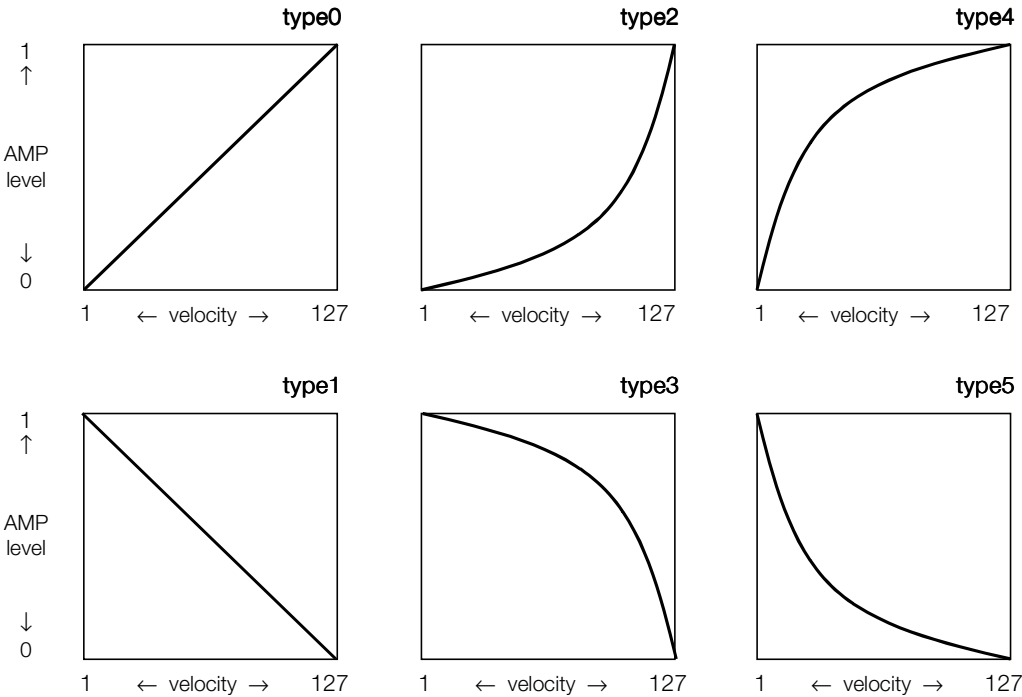 type0 type2 type4
1
↑
AMP
level
↓
0
1 ← velocity → 127 1 ← velocity → 127 1 ← velocity → 127
type1 type3 type5
1
↑
AMP
level
↓
0
1 ← velocity → 127 1 ← velocity → 127 1 ← velocity → 127